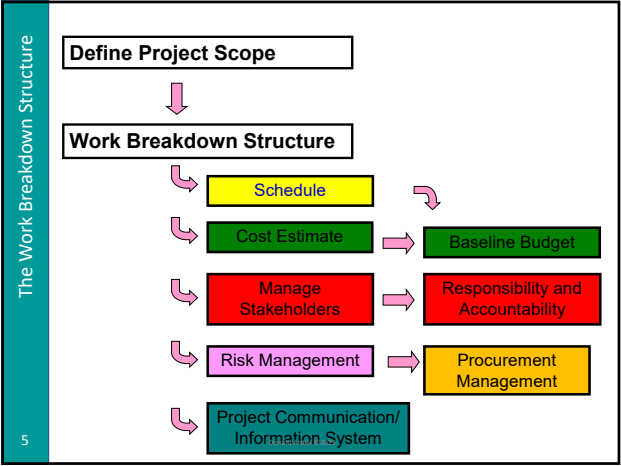 The Work Breakdown Structure
Define Project Scope
Work Breakdown Structure
Schedule
Cost Estimate
Baseline Budget
Manage
Stakeholders
Responsibility and
Accountability
Risk Management
Procurement
Management
Project Communication/
Information System
5